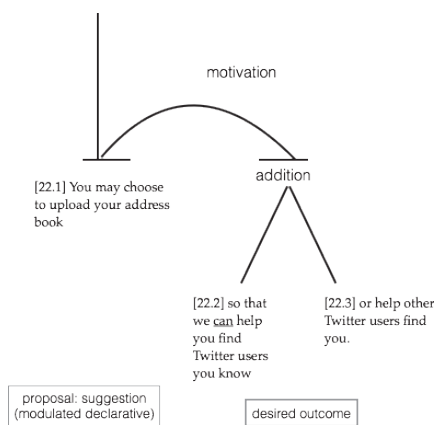 motivation
addition
[22.1] You may choose
to upload your address
book
[22.2] so that
we can help
you find
Twitter users
you know
[22.3] or help other
Twitter users find
you.
proposal: suggestion
(modulated declarative)
desired outcome